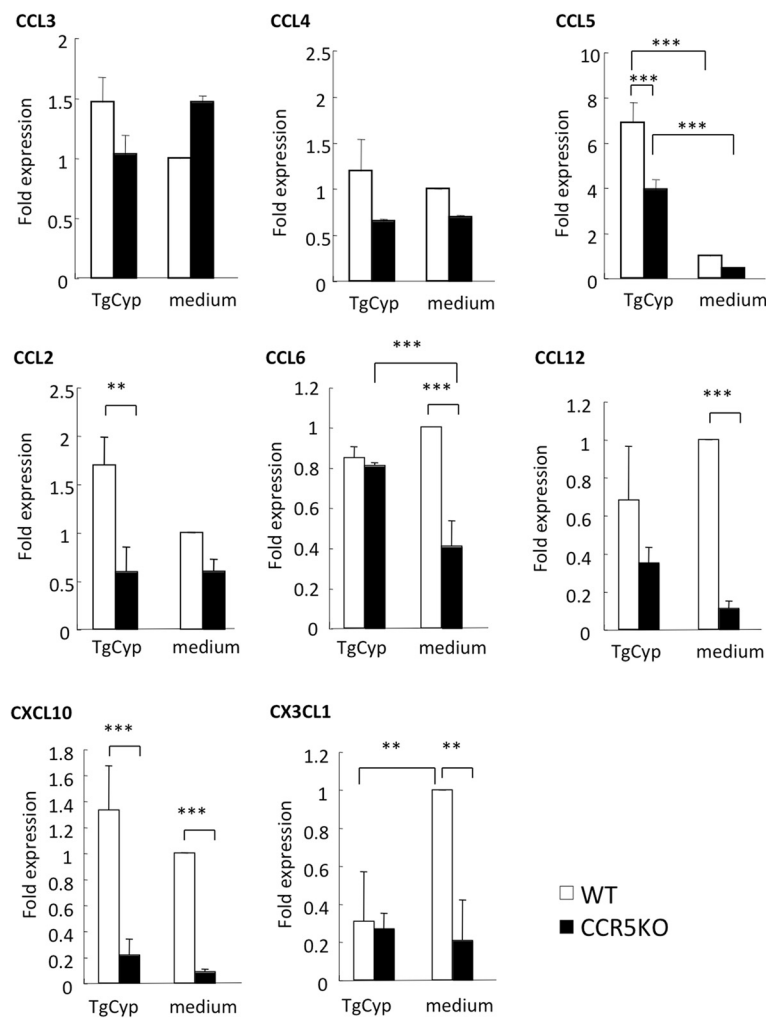 CCL3
2
1.5
1
0.5
0
Fold expression
TgCyp medium
CCL4
2.5
2
1.5
1
0.5
0
Fold expression
TgCyp medium
CCL5
10
8
6
4
2
0
Fold expression
***
***
***
TgCyp medium
CCL2
2.5
2
1.5
1
0.5
0
Fold expression
**
TgCyp medium
CCL6
1.2
1
0.8
0.6
0.4
0.2
0
Fold expression
***
***
TgCyp medium
CCL12
1.2
1
0.8
0.6
0.4
0.2
0
Fold expression
***
TgCyp medium
CXCL10
1.8
1.6
1.4
1.2
1
0.8
0.6
0.4
0.2
0
Fold expression
***
***
TgCyp medium
CX3CL1
1.2
1
0.8
0.6
0.4
0.2
0
Fold expression
**
**
TgCyp medium
WT
CCR5KO